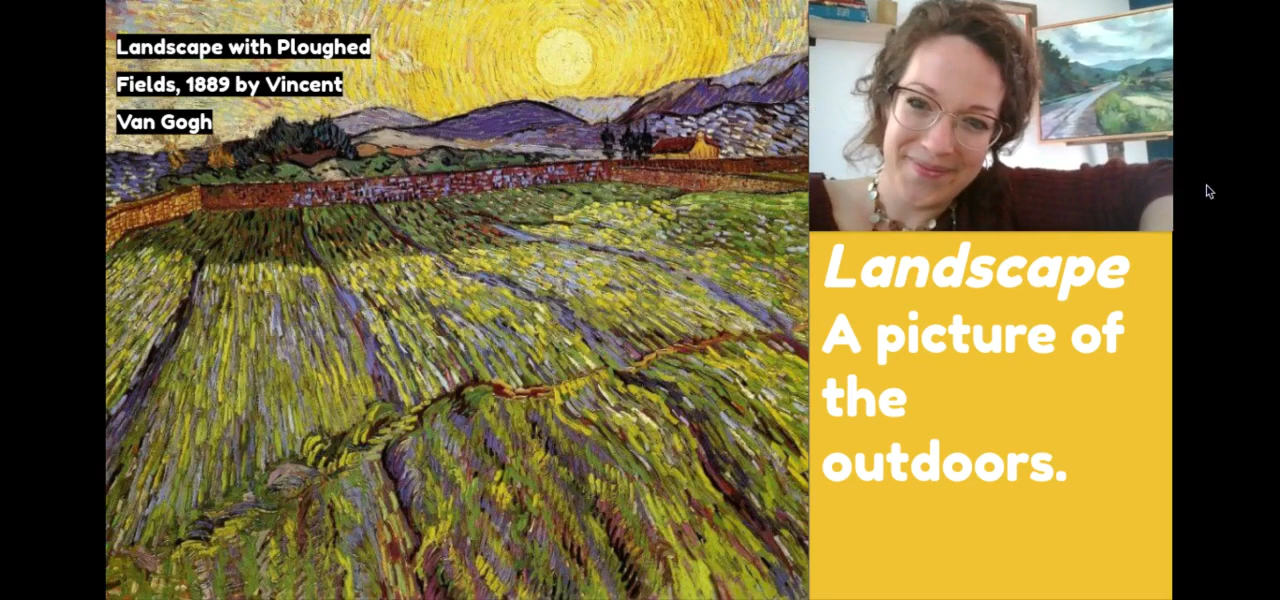 Landscape with Ploughed
Fields, 1889 by Vincent
Van Gogh
Landscape
A picture of
the
outdoors.